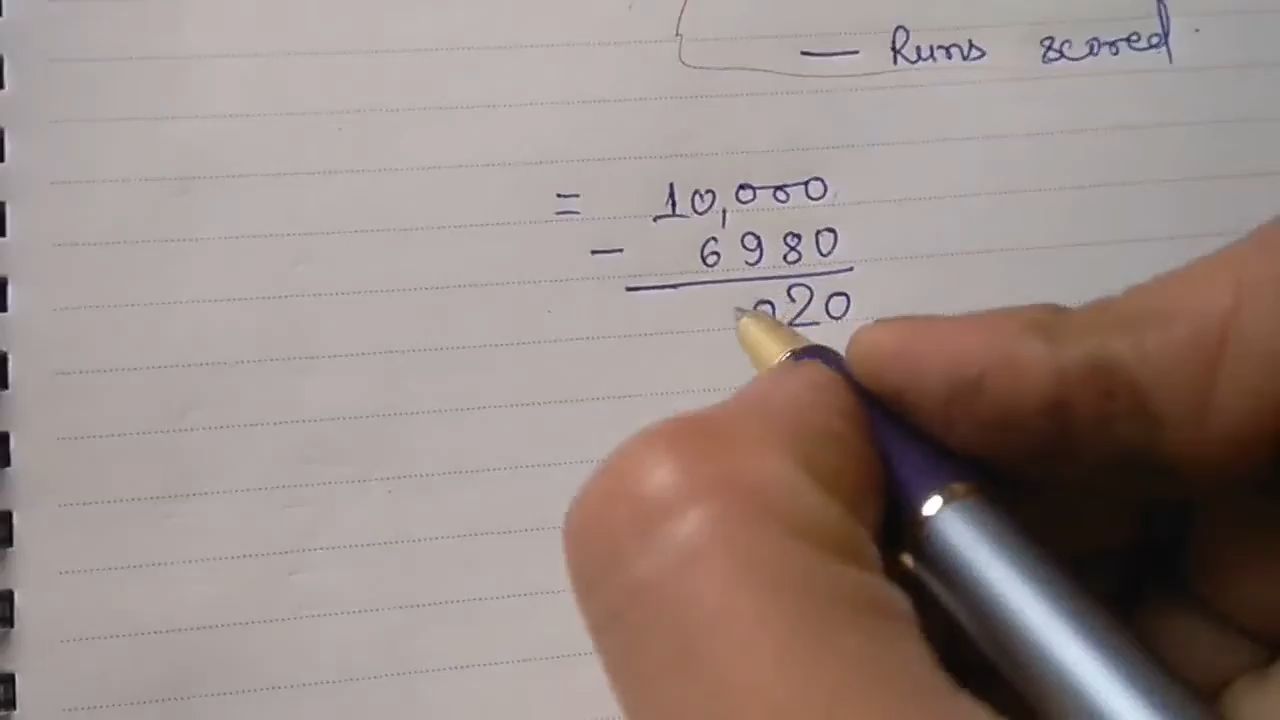 — Runs scored
= 10,000
- 6980
020